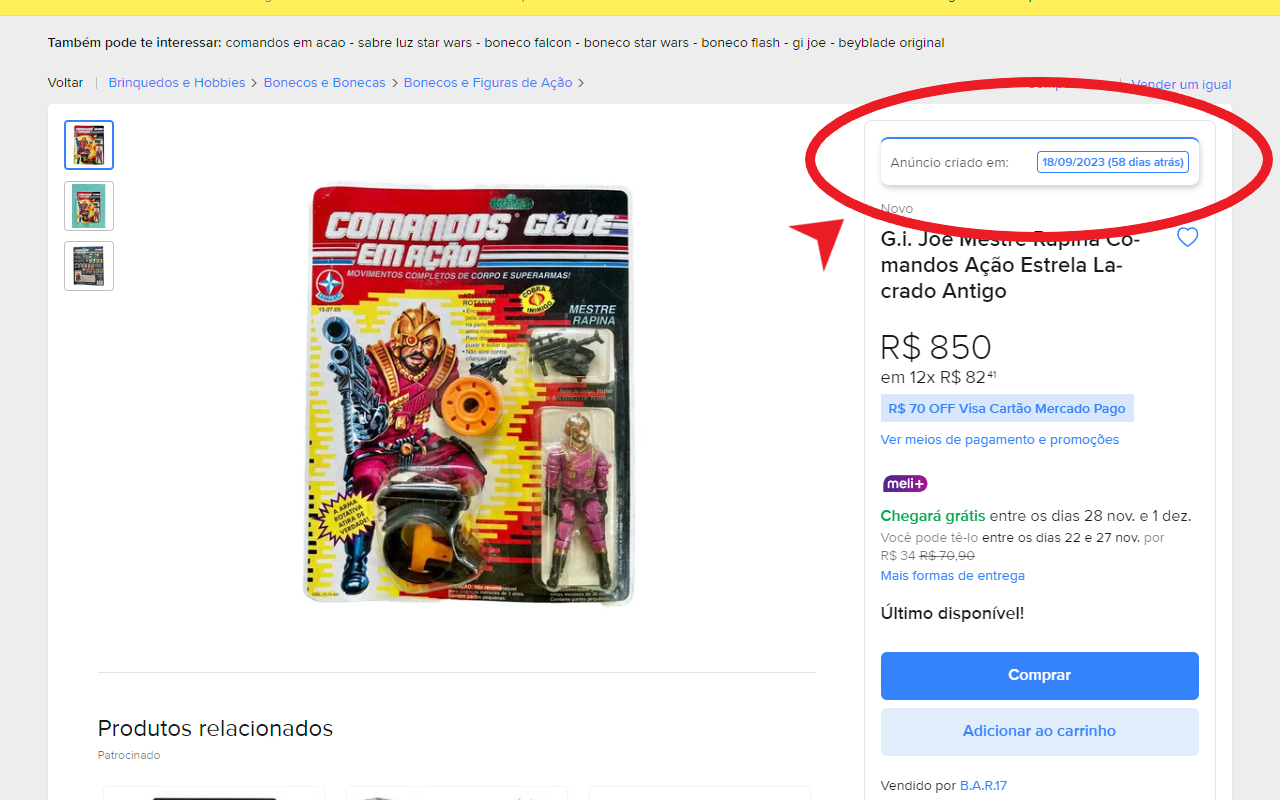 Também pode te interessar: comandos em acao - sabre luz star wars - boneco falcon - boneco star wars - boneco flash - gi joe - beyblade original
Voltar | Brinquedos e Hobbies > Bonecos e Bonecas > Bonecos e Figuras de Ação >
Vender um igual
Anúncio criado em: 18/09/2023 (58 dias atrás)
Novo
G.i. Joe Mestre Rapina Co-
mandos Ação Estrela La-
crado Antigo
R$ 850
em 12x R$ 82 41
R$ 70 OFF Visa Cartão Mercado Pago
Ver meios de pagamento e promoções
meli+
Chegará grátis entre os dias 28 nov. e 1 dez.
Você pode tê-lo entre os dias 22 e 27 nov. por
R$ 34 R$ 70,90
Mais formas de entrega
Último disponível!
Comprar
Adicionar ao carrinho
Vendido por B.A.R.17
COMANDOS GI JOE
EM AÇÃO
MOVIMENTOS COMPLETOS DE CORPO E SUPERARMAS!
ESTRELA
COBRA
INIMIGO
MESTRE
RAPINA
A ARMA
ROTATIVA
ATIRA DE
VERDADE!
Produtos relacionados
Patrocinado